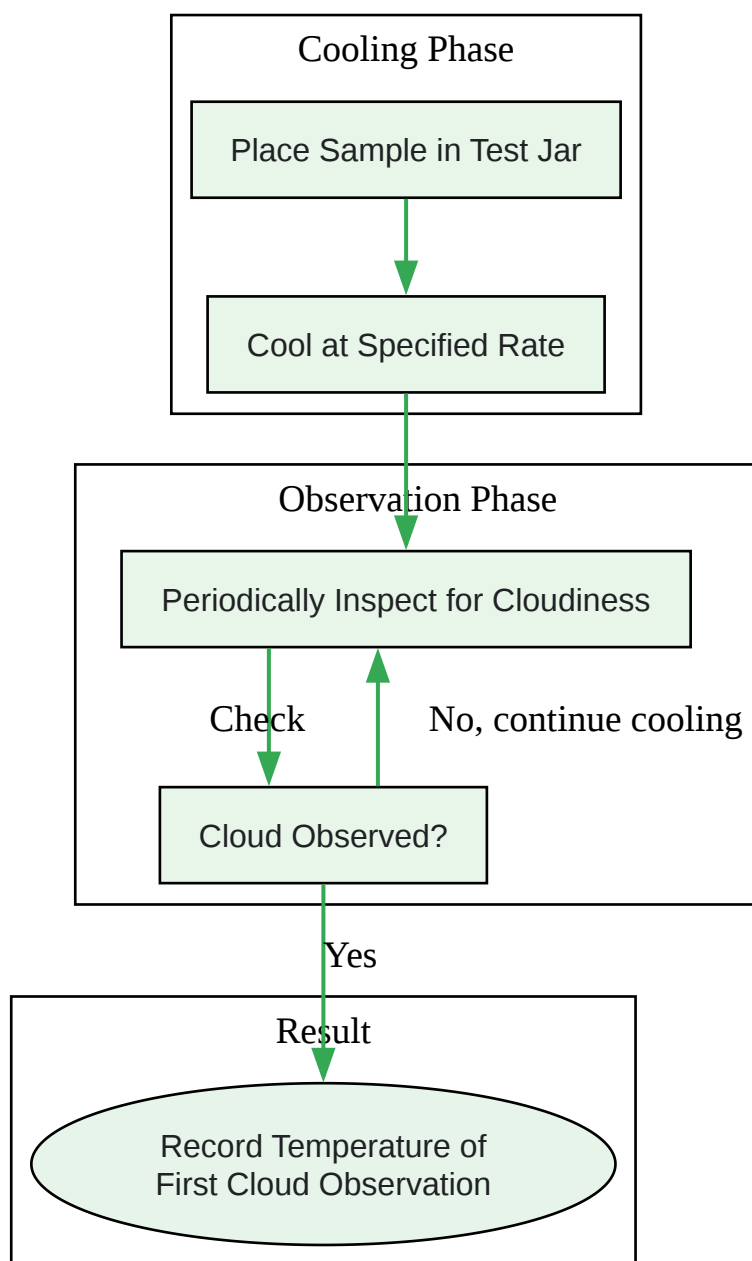 Cooling Phase
Place Sample in Test Jar
Cool at Specified Rate
Observation Phase
Periodically Inspect for Cloudiness
Check
No, continue cooling
Cloud Observed?
Yes
Result
Record Temperature of
First Cloud Observation